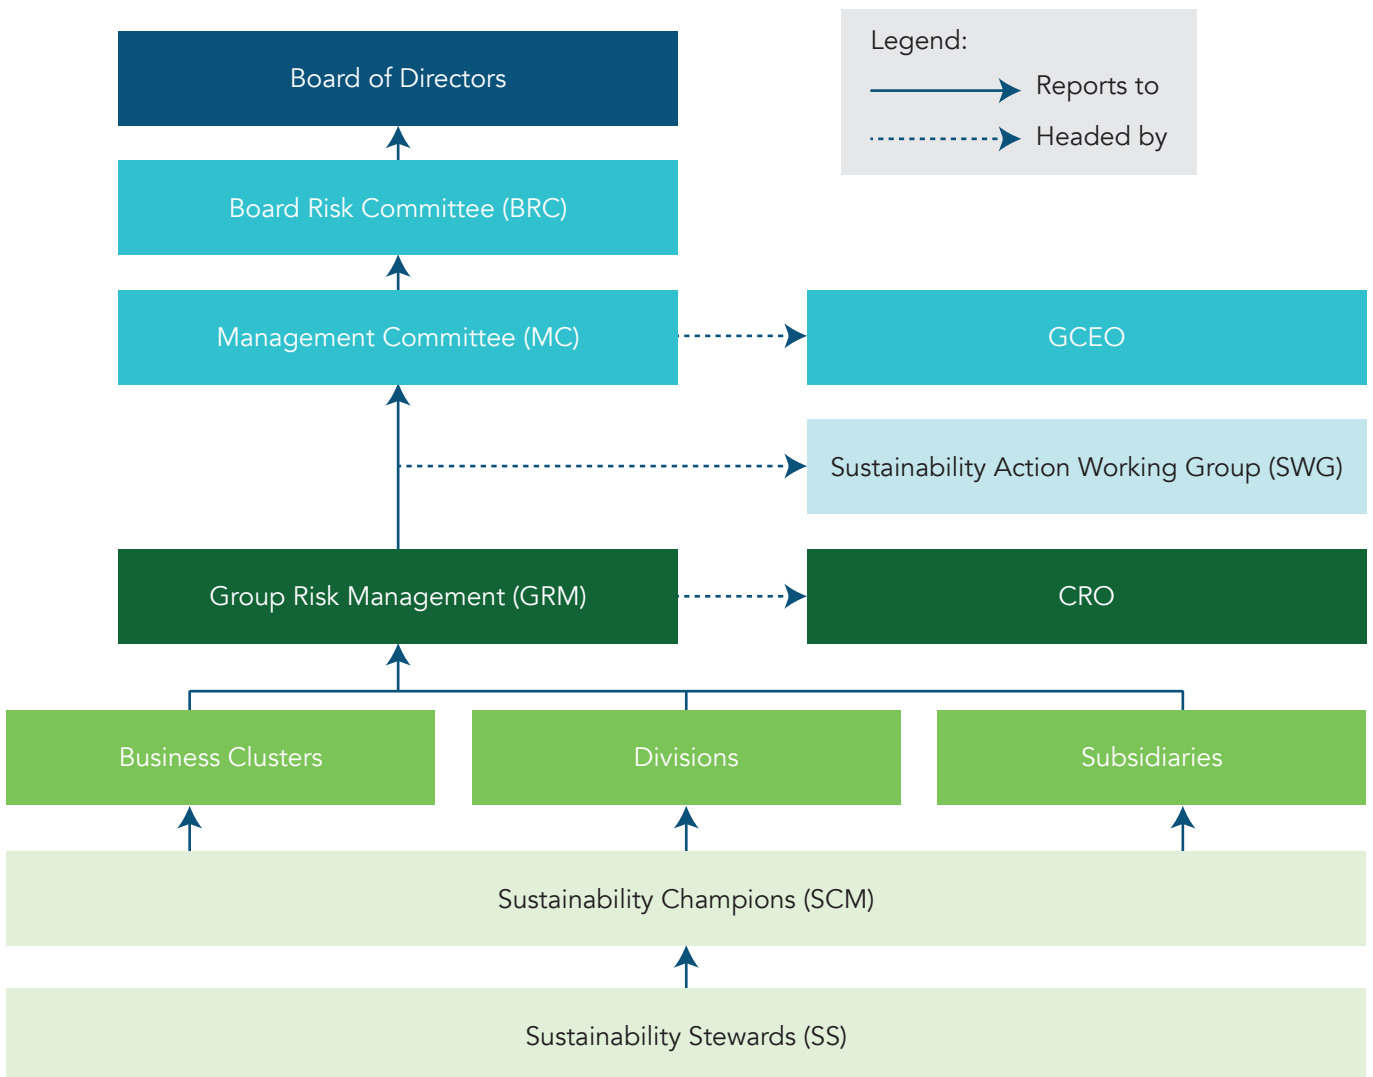 Legend:
Reports to
Headed by
Board of Directors
Board Risk Committee (BRC)
Management Committee (MC)
GCEO
Sustainability Action Working Group (SWG)
Group Risk Management (GRM)
CRO
Business Clusters
Divisions
Subsidiaries
Sustainability Champions (SCM)
Sustainability Stewards (SS)